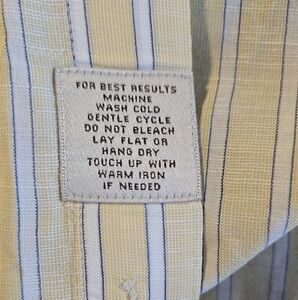 FOR BEST RESULTS
MACHINE
WASH COLD
GENTLE CYCLE
DO NOT BLEACH
LAY FLAT OR
HANG DRY
TOUCH UP WITH
WARM IRON
IF NEEDED